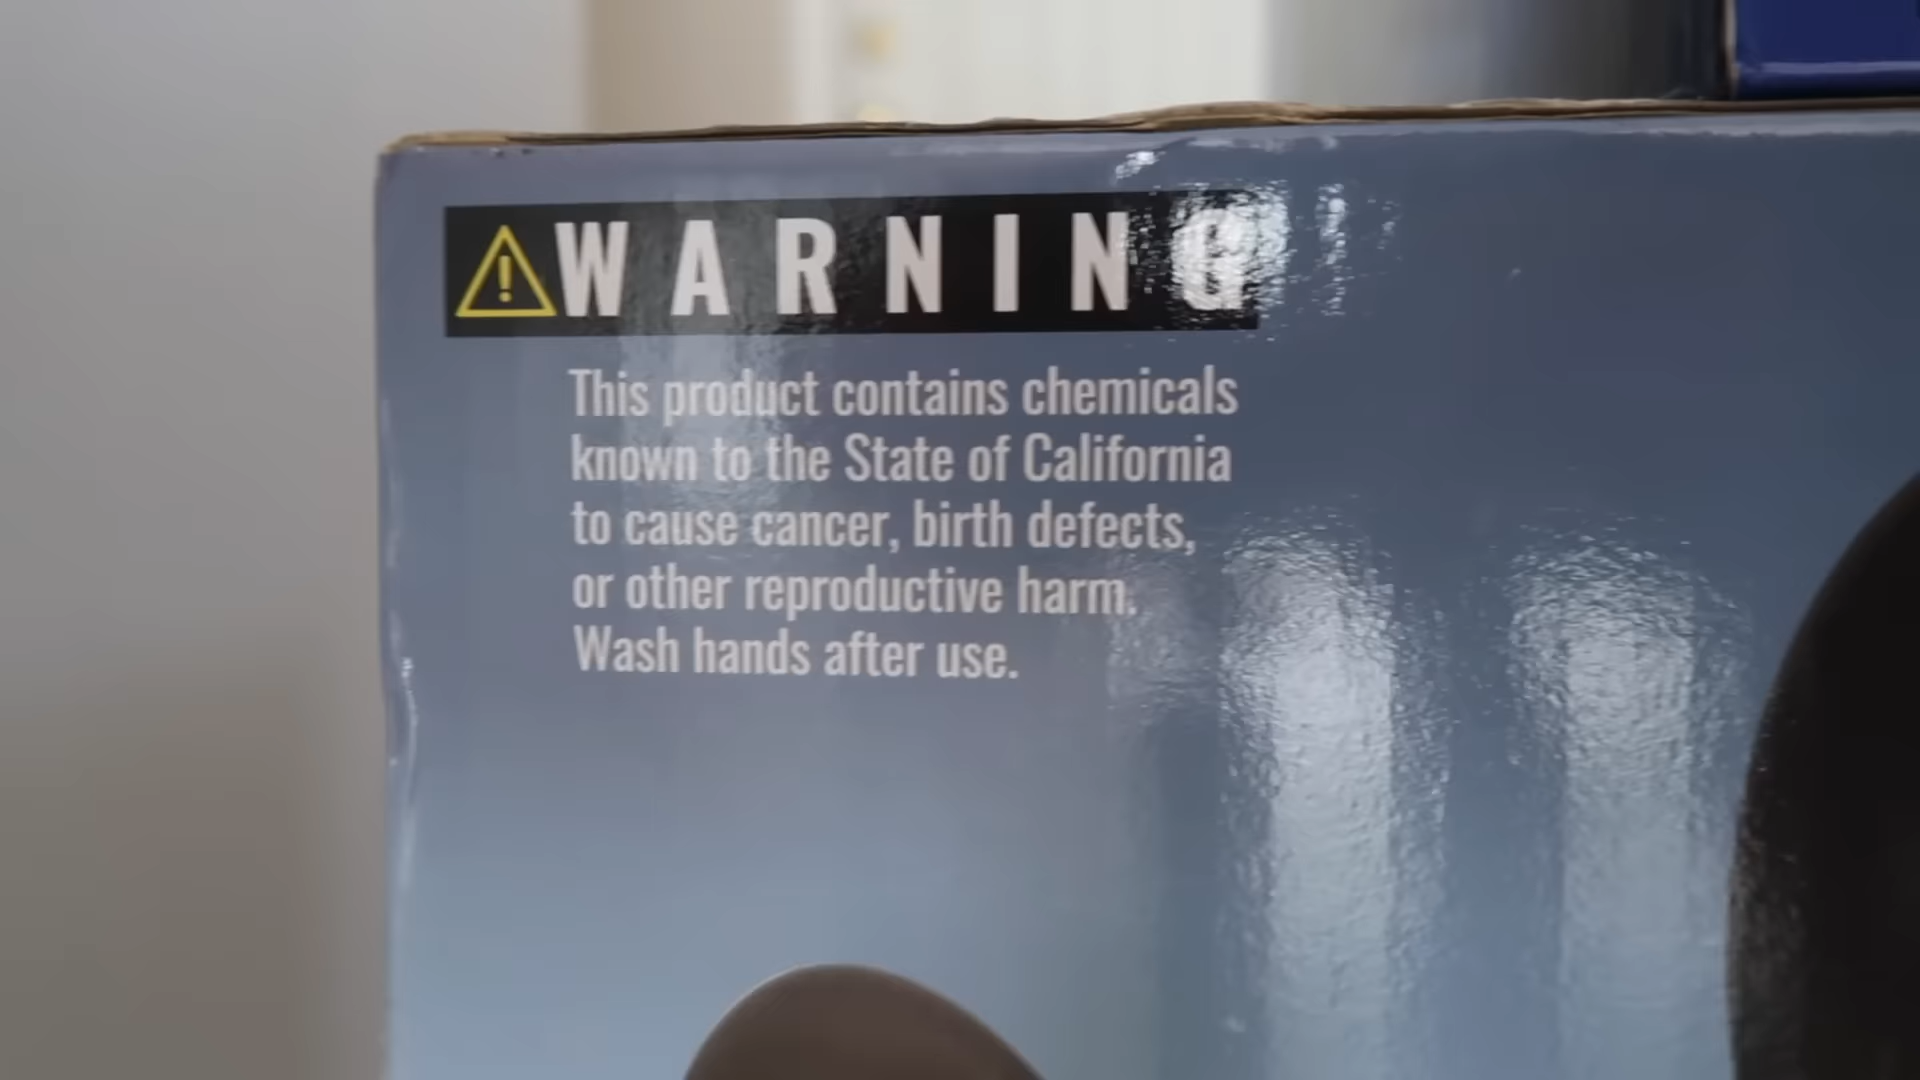 WARNING
This product contains chemicals
known to the State of California
to cause cancer, birth defects,
or other reproductive harm.
Wash hands after use.